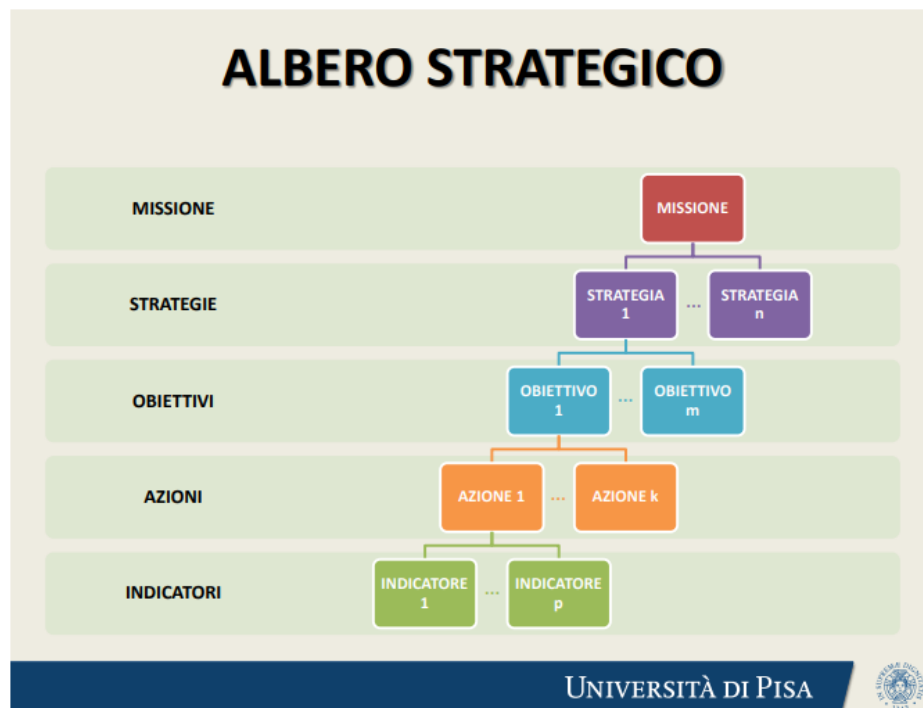 ALBERO STRATEGICO
MISSIONE
MISSIONE
STRATEGIE
STRATEGIA
1
...
STRATEGIA
n
OBIETTIVI
OBIETTIVO
1
...
OBIETTIVO
m
AZIONI
AZIONE 1
...
AZIONE k
INDICATORI
INDICATORE
1
...
INDICATORE
p
UNIVERSITÀ DI PISA